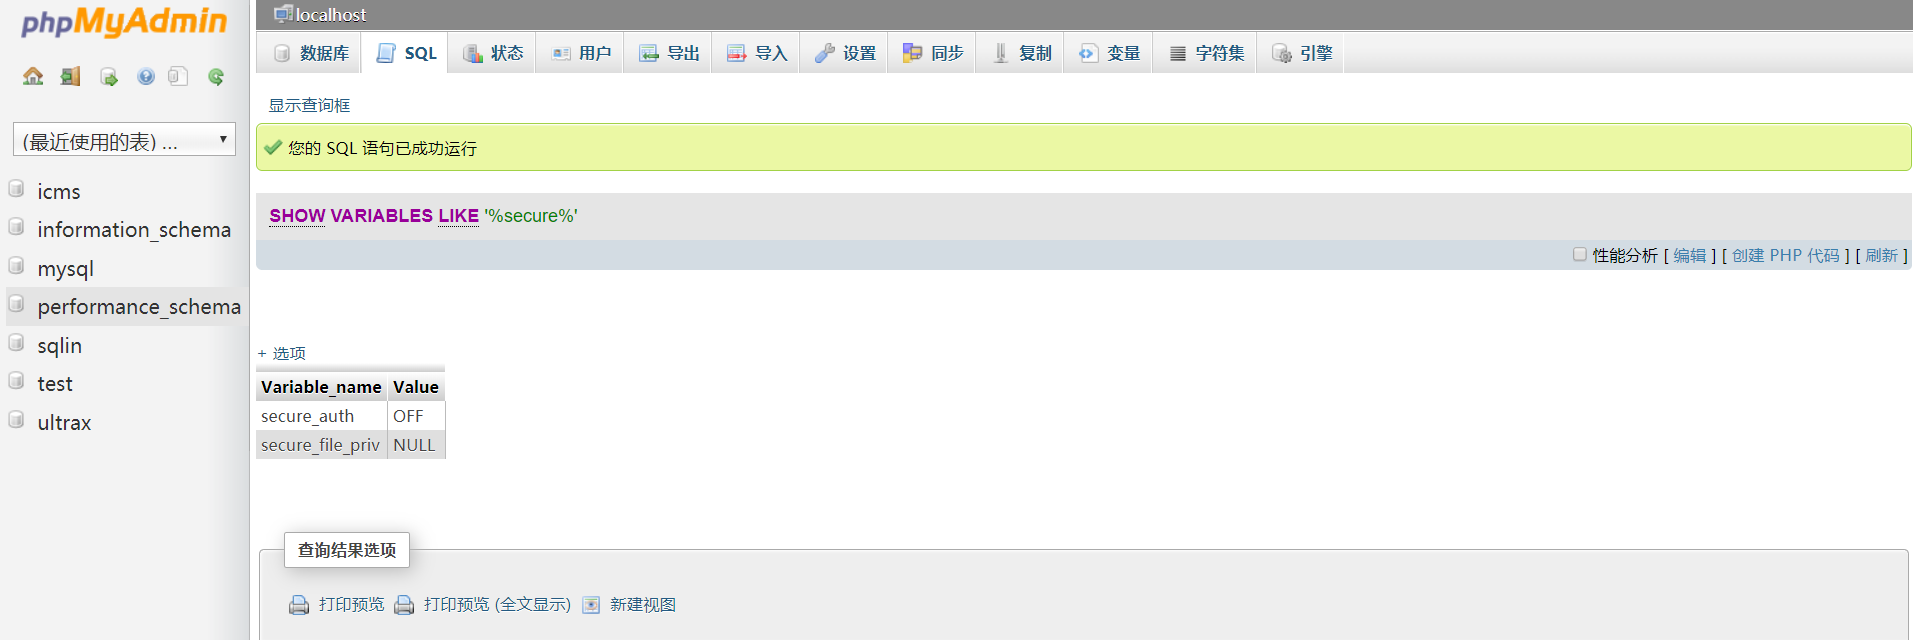 phpMyAdmin
(最近使用的表) ...
icms
information_schema
mysql
performance_schema
sqlin
test
ultrax
localhost
数据库 SQL 状态 用户 导出 导入 设置 同步 复制 变量 字符集 引擎
显示查询框
您的 SQL 语句已成功运行
SHOW VARIABLES LIKE '%secure%'
性能分析 [ 编辑 ] [ 创建 PHP 代码 ] [ 刷新 ]
+ 选项
Variable_name Value
secure_auth OFF
secure_file_priv NULL
查询结果选项
打印预览 打印预览 (全文显示) 新建视图